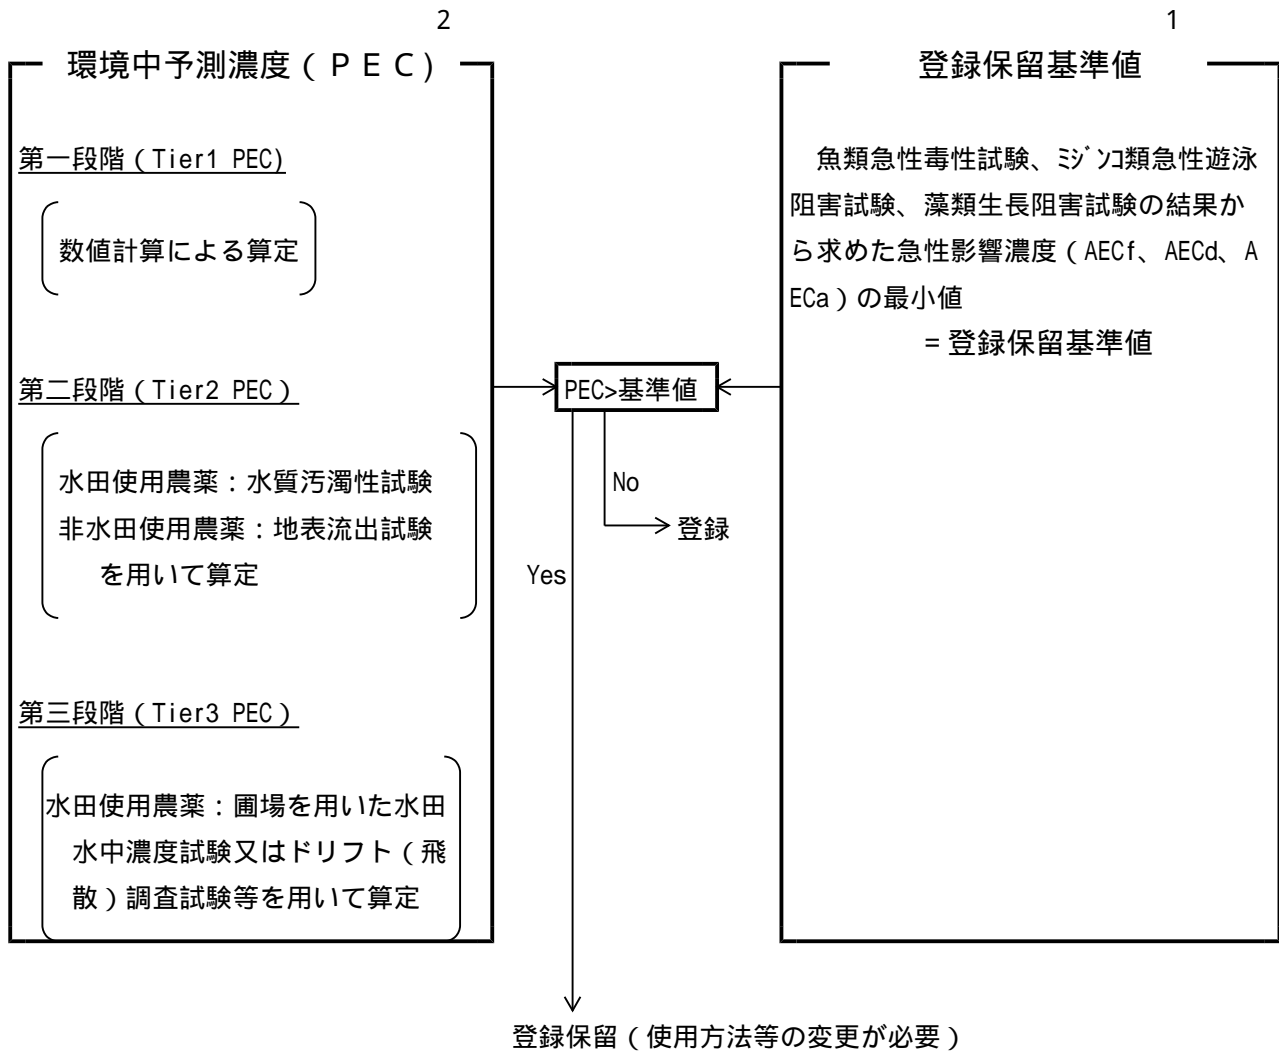 2
環境中予測濃度（ＰＥＣ）
第一段階（Tier1 PEC)
数値計算による算定
第二段階（Tier2 PEC）
水田使用農薬：水質汚濁性試験
非水田使用農薬：地表流出試験
を用いて算定
第三段階（Tier3 PEC）
水田使用農薬：圃場を用いた水田
水中濃度試験又はドリフト（飛
散）調査試験等を用いて算定
PEC>基準値
No
登録
Yes
登録保留（使用方法等の変更が必要）
1
登録保留基準値
魚類急性毒性試験、ﾐｼﾞﾝｺ類急性遊泳
阻害試験、藻類生長阻害試験の結果か
ら求めた急性影響濃度（AECf、AECd、A
ECa）の最小値
＝登録保留基準値